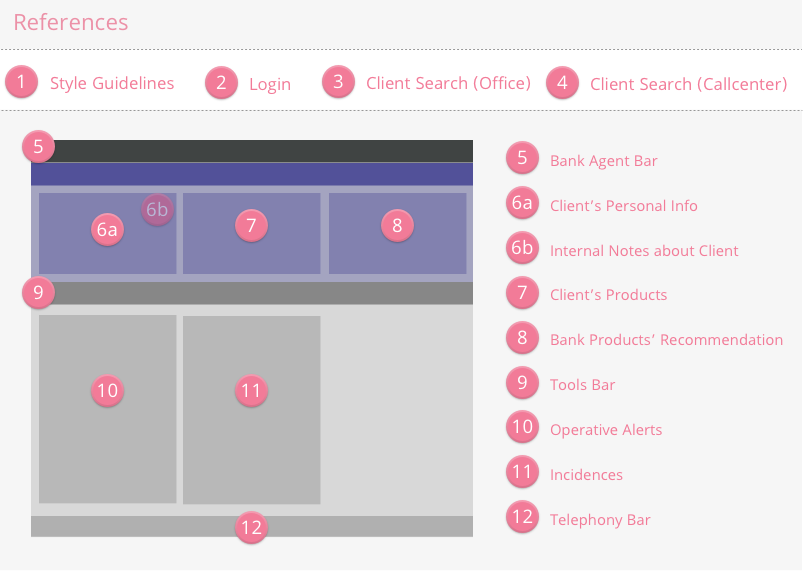 References
1 Style Guidelines 2 Login 3 Client Search (Office) 4 Client Search (Callcenter)
5
6a 6b 7 8
9
10 11
12
5 Bank Agent Bar
6a Client’s Personal Info
6b Internal Notes about Client
7 Client’s Products
8 Bank Products’ Recommendation
9 Tools Bar
10 Operative Alerts
11 Incidences
12 Telephony Bar